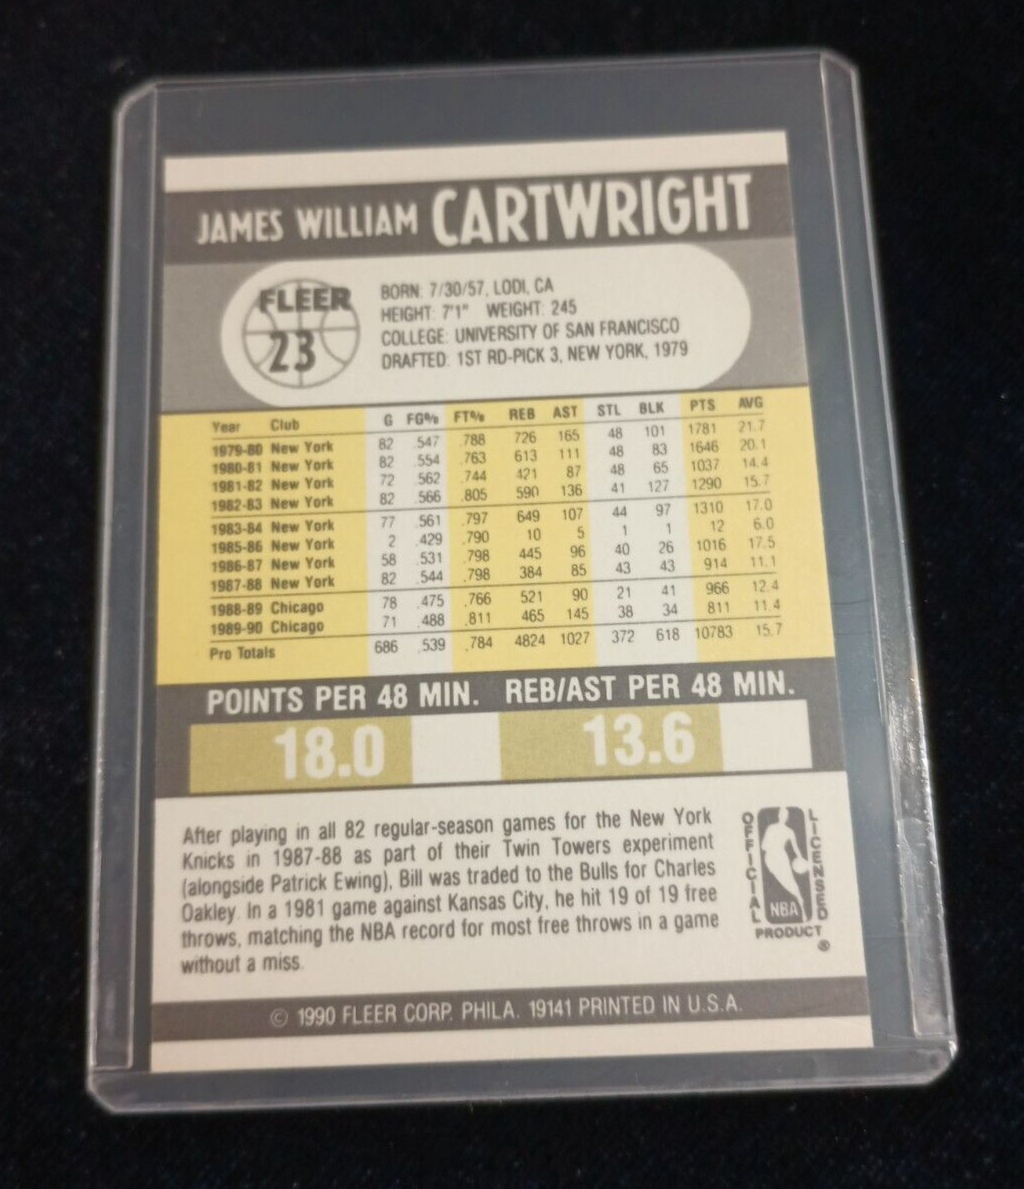 JAMES WILLIAM CARTWRIGHT
FLEER
23
BORN: 7/30/57, LODI, CA
HEIGHT: 7'1" WEIGHT: 245
COLLEGE: UNIVERSITY OF SAN FRANCISCO
DRAFTED: 1ST RD-PICK 3, NEW YORK, 1979
Year Club G FG% FT% REB AST STL BLK PTS AVG
1979-80 New York 82 .547 .788 726 165 48 101 1781 21.7
1980-81 New York 82 .554 .763 613 111 48 83 1646 20.1
1981-82 New York 72 .562 .744 421 87 48 65 1037 14.4
1982-83 New York 82 .566 .805 590 136 41 127 1290 15.7
1983-84 New York 77 .561 .797 649 107 44 97 1310 17.0
1985-86 New York 2 .429 .790 10 5 1 1 12 6.0
1986-87 New York 58 .531 .798 445 96 40 26 1016 17.5
1987-88 New York 82 .544 .798 384 85 43 43 914 11.1
1988-89 Chicago 78 .475 .766 521 90 21 41 966 12.4
1989-90 Chicago 71 .488 .811 465 145 38 34 811 11.4
Pro Totals 686 .539 .784 4824 1027 372 618 10783 15.7
POINTS PER 48 MIN. REB/AST PER 48 MIN.
18.0 13.6
After playing in all 82 regular-season games for the New York
Knicks in 1987-88 as part of their Twin Towers experiment
(alongside Patrick Ewing), Bill was traded to the Bulls for Charles
Oakley. In a 1981 game against Kansas City, he hit 19 of 19 free
throws, matching the NBA record for most free throws in a game
without a miss.
OFFICIAL
LICENSED
NBA
PRODUCT
®
© 1990 FLEER CORP. PHILA. 19141 PRINTED IN U.S.A.